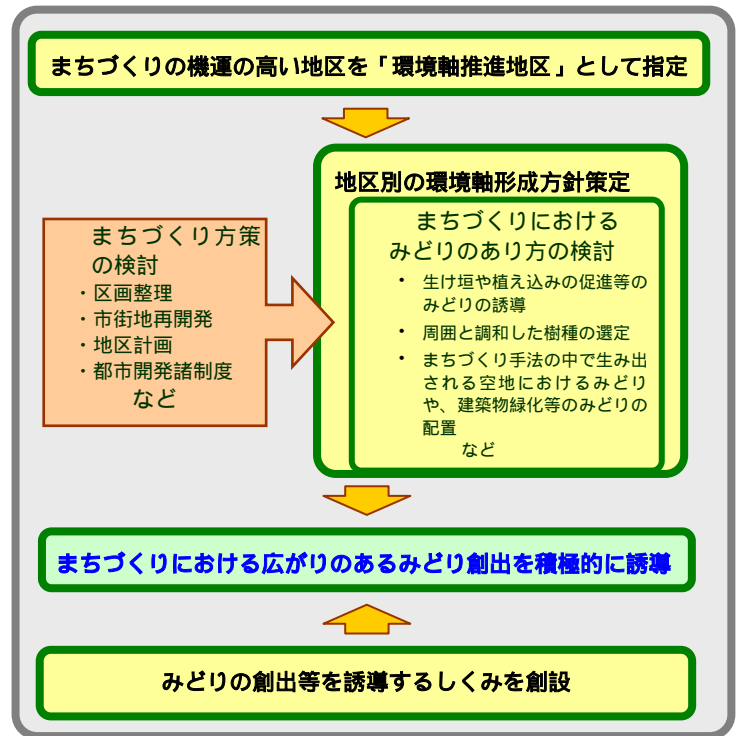 まちづくりの機運の高い地区を「環境軸推進地区」として指定
地区別の環境軸形成方針策定
まちづくり方策
の検討
・区画整理
・市街地再開発
・地区計画
・都市開発諸制度
など
まちづくりにおける
みどりのあり方の検討
・ 生け垣や植え込みの促進等の
みどりの誘導
・ 周囲と調和した樹種の選定
・ まちづくり手法の中で生み出
される空地におけるみどり
や、建築物緑化等のみどりの
配置
など
まちづくりにおける広がりのあるみどり創出を積極的に誘導
みどりの創出等を誘導するしくみを創設